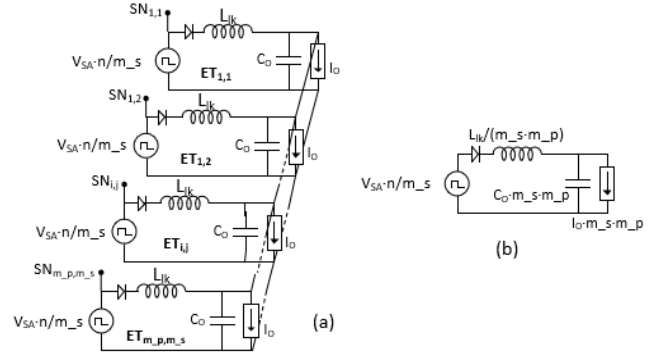 SN1,1
Llk
VSA·n/m_s
ET1,1
CO
IO
SN1,2
Llk
VSA·n/m_s
ET1,2
CO
IO
SNi,j
Llk
VSA·n/m_s
ETi,j
CO
IO
SNm_p,m_s
Llk
VSA·n/m_s
ETm_p,m_s
CO
IO
(a)
Llk/(m_s·m_p)
VSA·n/m_s
CO·m_s·m_p
IO·m_s·m_p
(b)